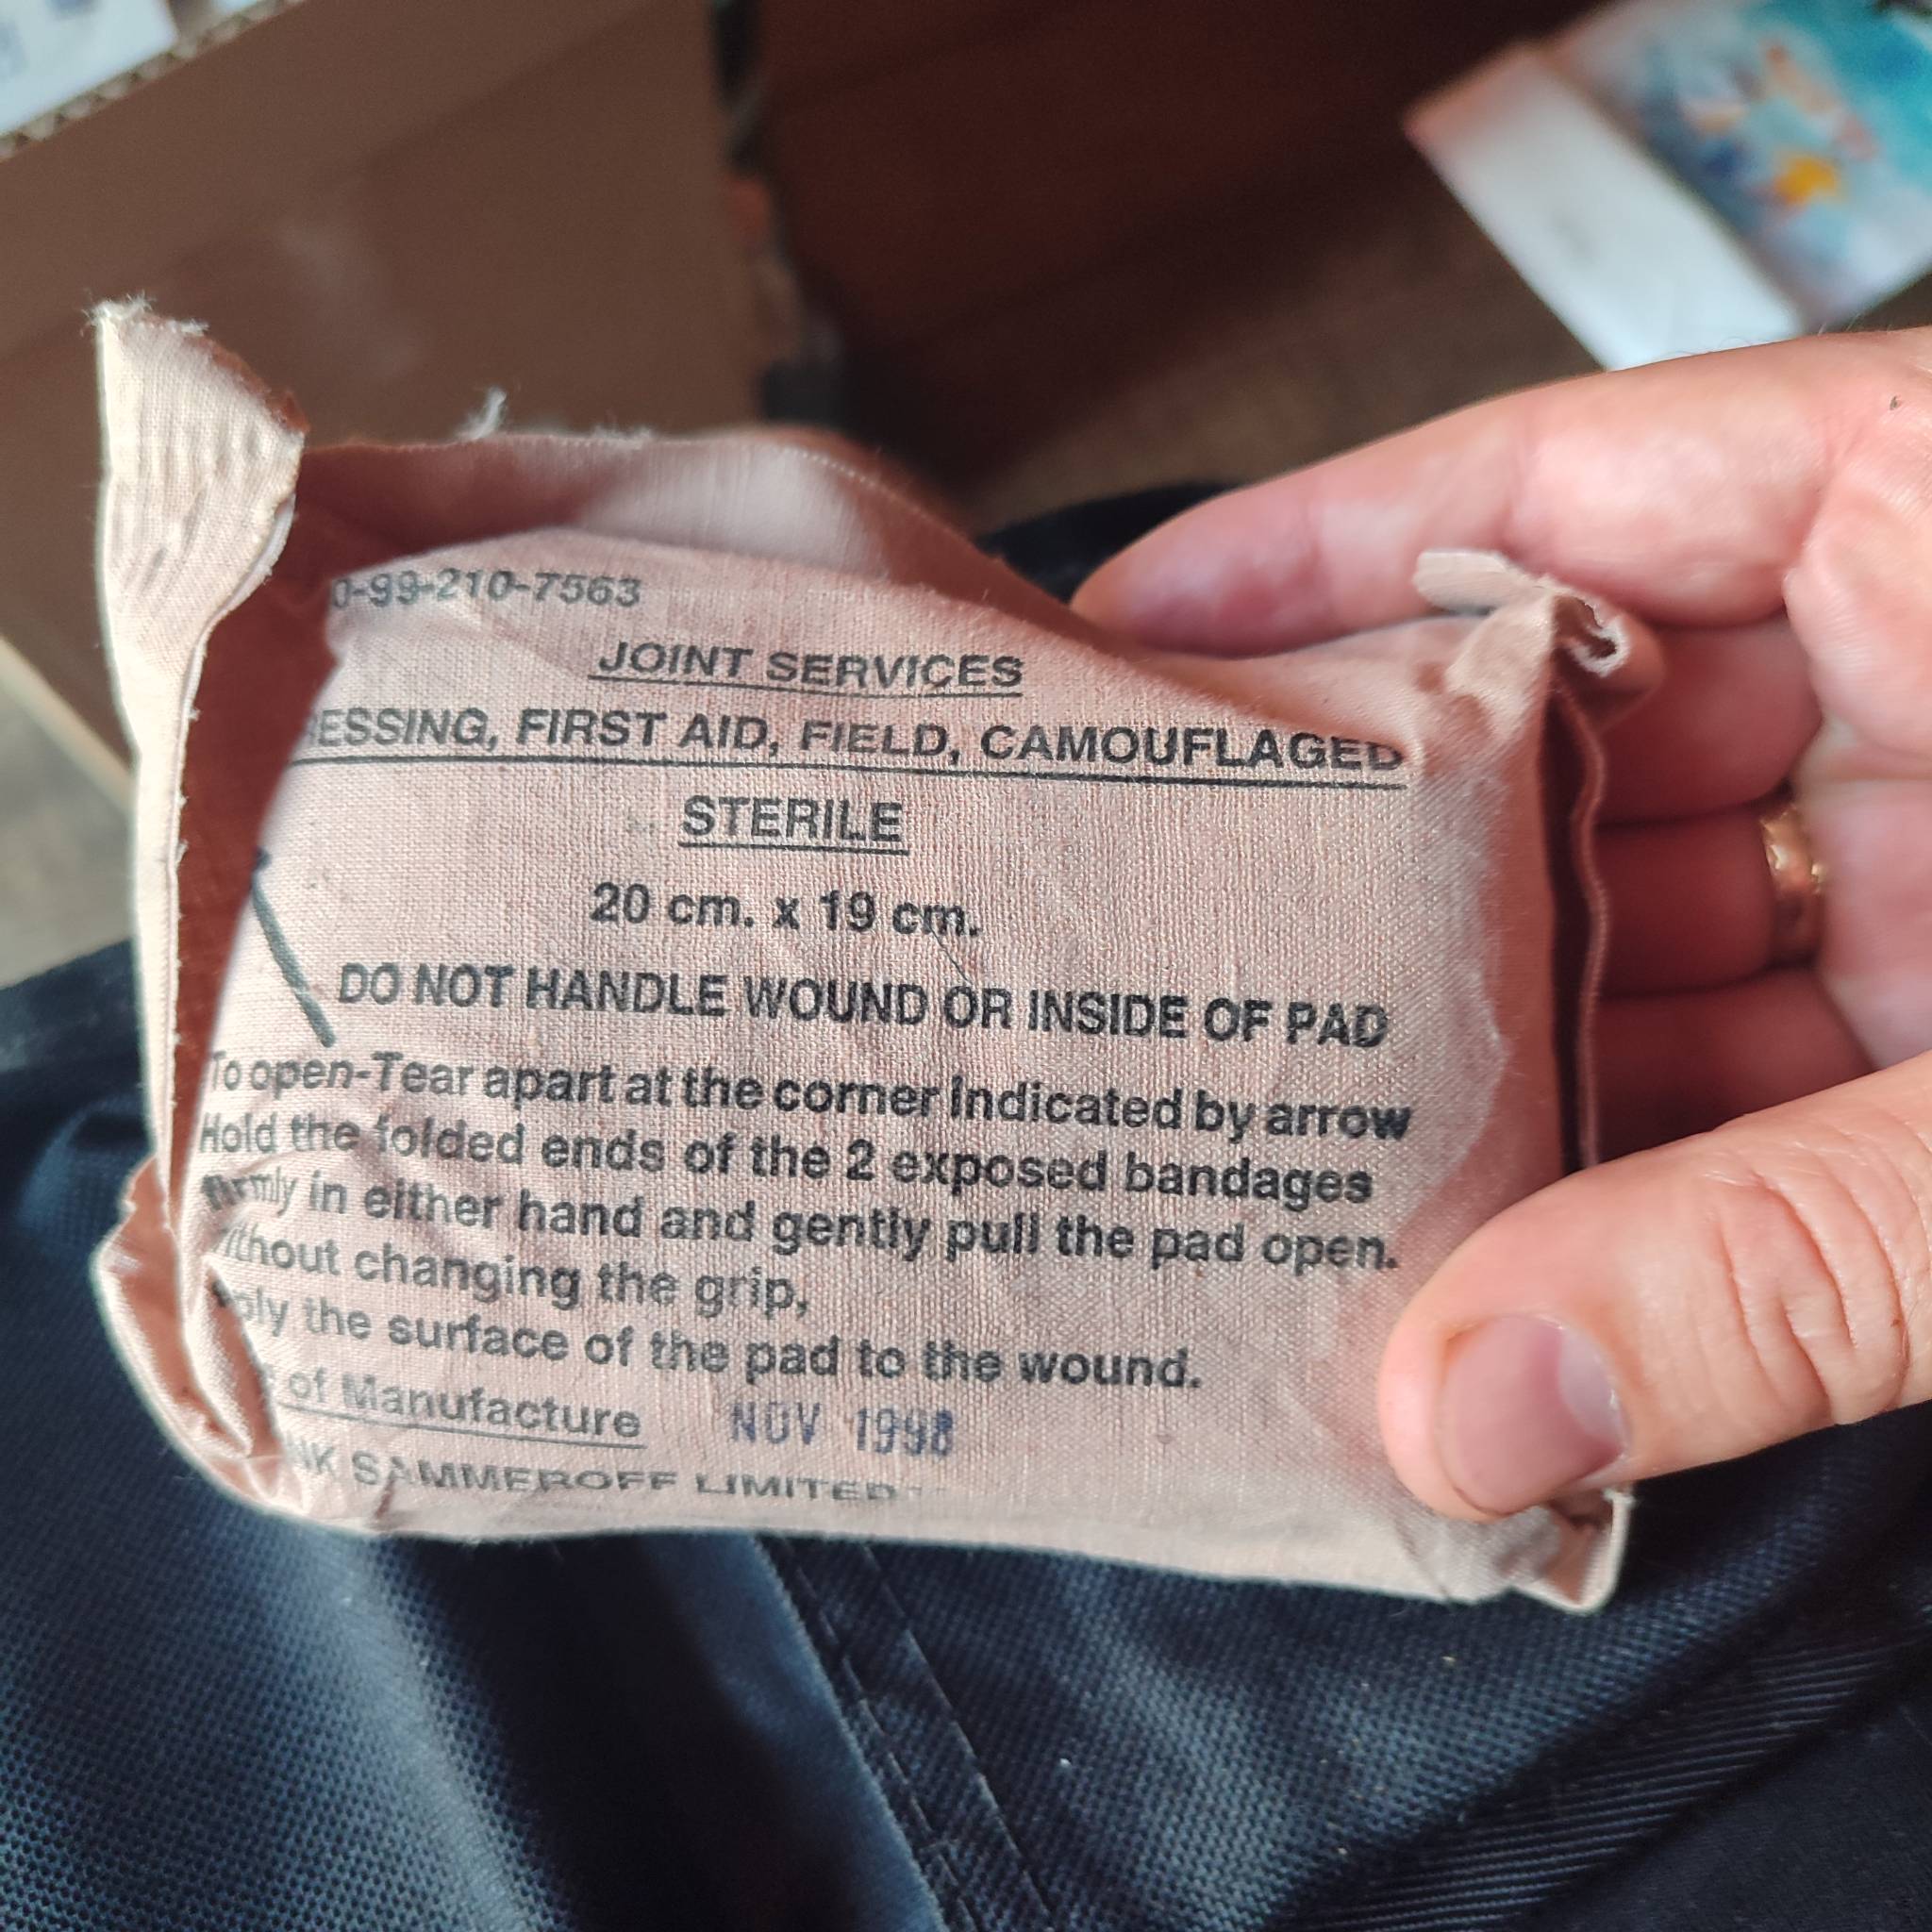 0-99-210-7563
JOINT SERVICES
ESSING, FIRST AID, FIELD, CAMOUFLAGED
STERILE
20 cm. x 19 cm.
DO NOT HANDLE WOUND OR INSIDE OF PAD
To open-Tear apart at the corner indicated by arrow
Hold the folded ends of the 2 exposed bandages
firmly in either hand and gently pull the pad open.
ithout changing the grip,
ply the surface of the pad to the wound.
of Manufacture NOV 1998
NK SAMMEROFF LIMITED